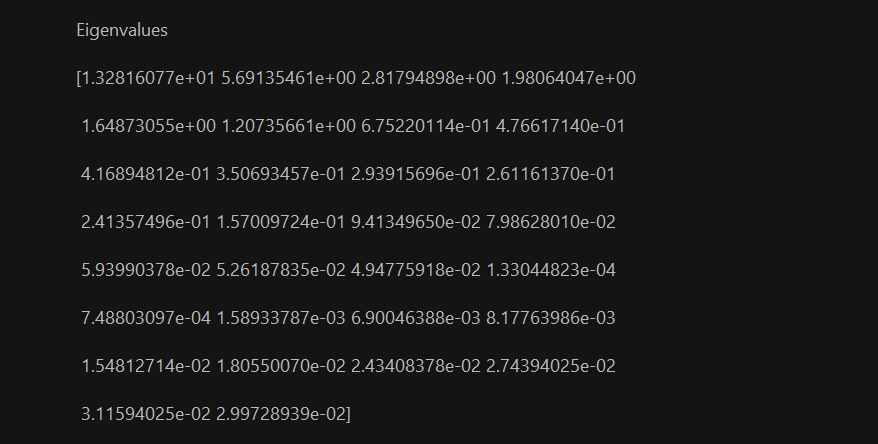 Eigenvalues
[1.32816077e+01 5.69135461e+00 2.81794898e+00 1.98064047e+00
1.64873055e+00 1.20735661e+00 6.75220114e-01 4.76617140e-01
4.16894812e-01 3.50693457e-01 2.93915696e-01 2.61161370e-01
2.41357496e-01 1.57009724e-01 9.41349650e-02 7.98628010e-02
5.93990378e-02 5.26187835e-02 4.94775918e-02 1.33044823e-04
7.48803097e-04 1.58933787e-03 6.90046388e-03 8.17763986e-03
1.54812714e-02 1.80550070e-02 2.43408378e-02 2.74394025e-02
3.11594025e-02 2.99728939e-02]